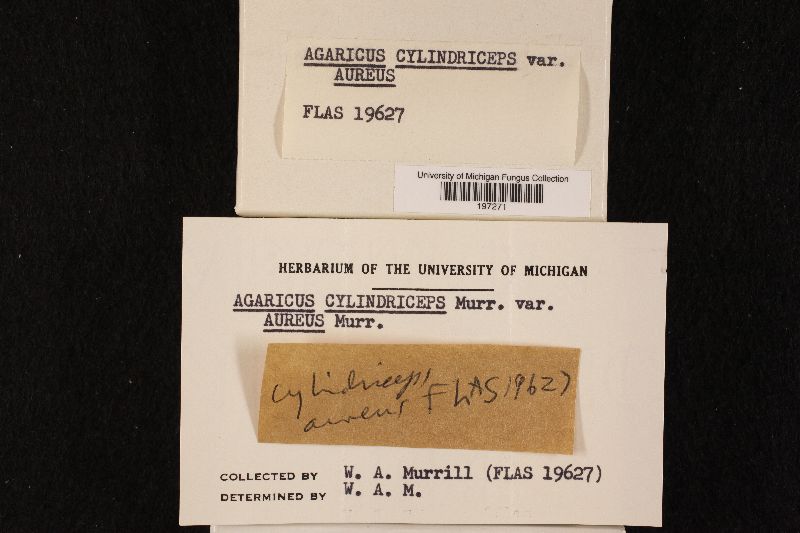 AGARICUS CYLINDRICEPS var.
AUREUS
FLAS 19627
University of Michigan Fungus Collection
197271
HERBARIUM OF THE UNIVERSITY OF MICHIGAN
AGARICUS CYLINDRICEPS Murr. var.
AUREUS Murr.
cylindriceps
aureus FLAS 19627
COLLECTED BY W. A. Murrill (FLAS 19627)
DETERMINED BY W. A. M.